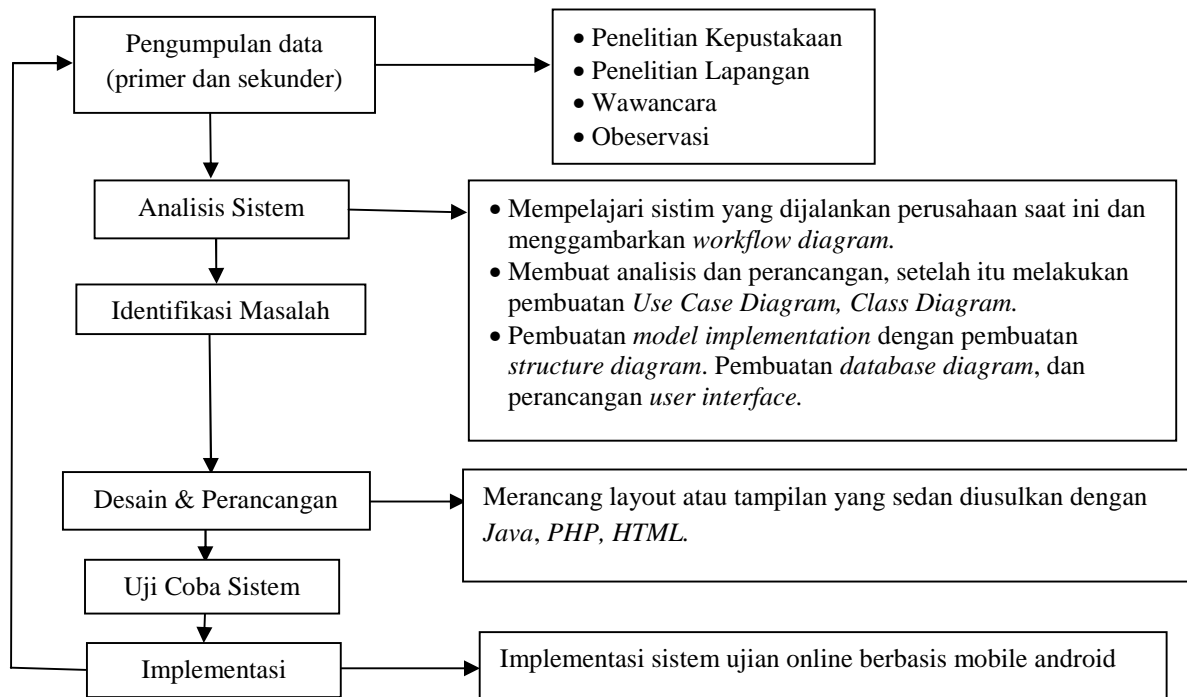 Pengumpulan data
(primer dan sekunder)
• Penelitian Kepustakaan
• Penelitian Lapangan
• Wawancara
• Obeservasi
Analisis Sistem
• Mempelajari sistim yang dijalankan perusahaan saat ini dan
menggambarkan workflow diagram.
• Membuat analisis dan perancangan, setelah itu melakukan
pembuatan Use Case Diagram, Class Diagram.
• Pembuatan model implementation dengan pembuatan
structure diagram. Pembuatan database diagram, dan
perancangan user interface.
Identifikasi Masalah
Desain & Perancangan
Merancang layout atau tampilan yang sedan diusulkan dengan
Java, PHP, HTML.
Uji Coba Sistem
Implementasi
Implementasi sistem ujian online berbasis mobile android